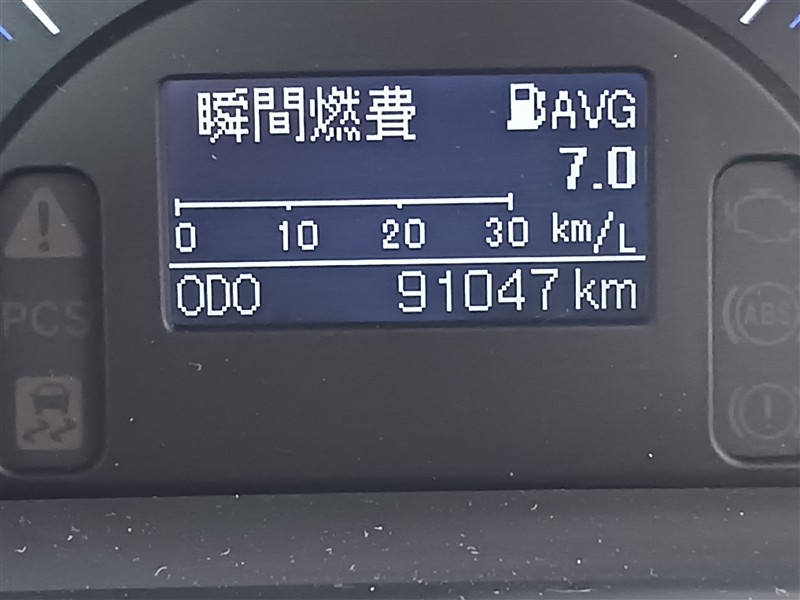 瞬間燃費 AVG
7.0
0 10 20 30 km/L
ODO 91047 km
PCS
ABS